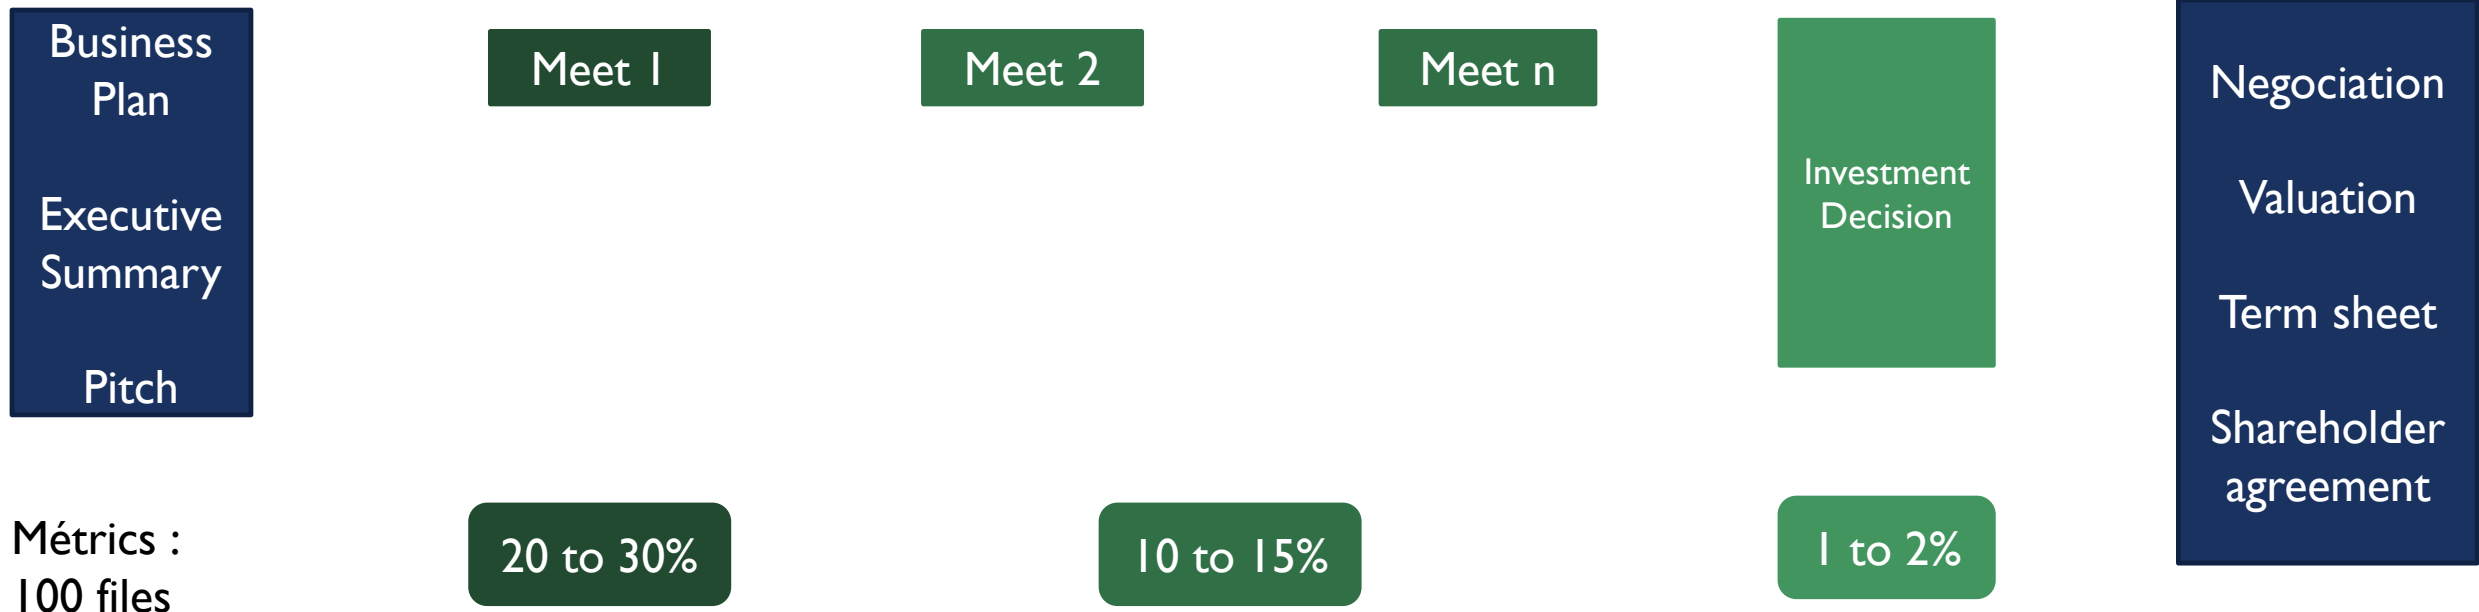 Business
Plan
Executive
Summary
Pitch
Meet 1
Meet 2
Meet n
Investment
Decision
Negociation
Valuation
Term sheet
Shareholder
agreement
Métrics :
100 files
20 to 30%
10 to 15%
1 to 2%